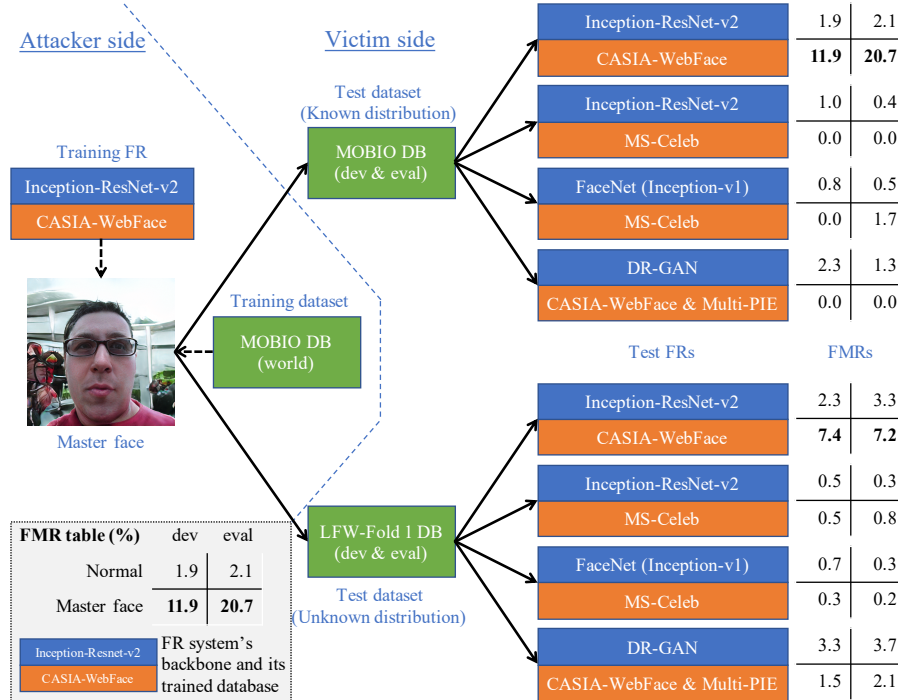 Attacker side
Victim side
Training FR
Inception-ResNet-v2
CASIA-WebFace
Master face
Training dataset
MOBIO DB
(world)
Test dataset
(Known distribution)
MOBIO DB
(dev & eval)
Inception-ResNet-v2 1.9 2.1
CASIA-WebFace 11.9 20.7
Inception-ResNet-v2 1.0 0.4
MS-Celeb 0.0 0.0
FaceNet (Inception-v1) 0.8 0.5
MS-Celeb 0.0 1.7
DR-GAN 2.3 1.3
CASIA-WebFace & Multi-PIE 0.0 0.0
Test FRs FMRs
Inception-ResNet-v2 2.3 3.3
CASIA-WebFace 7.4 7.2
Inception-ResNet-v2 0.5 0.3
MS-Celeb 0.5 0.8
FaceNet (Inception-v1) 0.7 0.3
MS-Celeb 0.3 0.2
DR-GAN 3.3 3.7
CASIA-WebFace & Multi-PIE 1.5 2.1
LFW-Fold 1 DB
(dev & eval)
Test dataset
(Unknown distribution)
FMR table (%) dev eval
Normal 1.9 2.1
Master face 11.9 20.7
Inception-Resnet-v2
CASIA-WebFace
FR system's
backbone and its
trained database